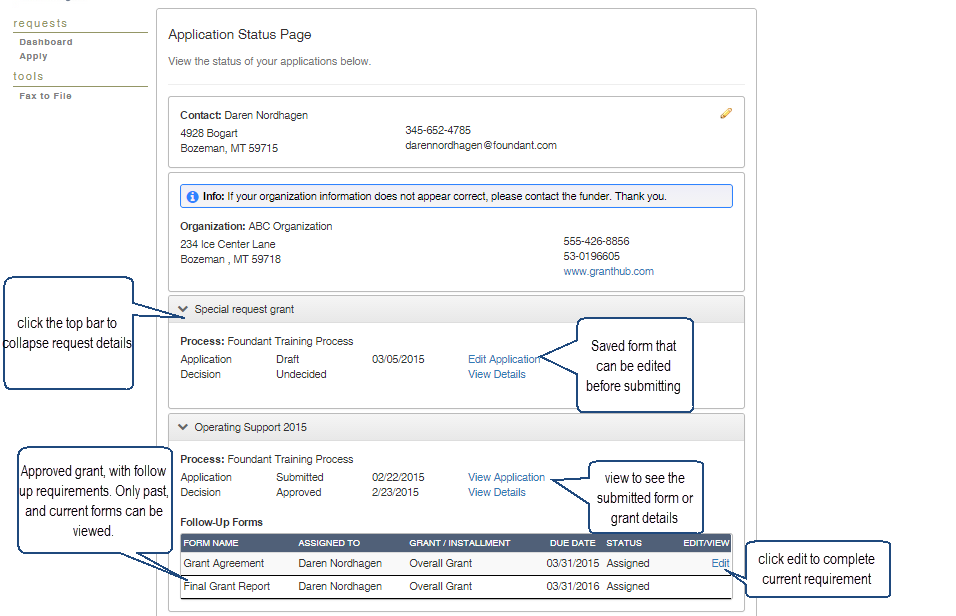 requests
Dashboard
Apply
tools
Fax to File
Application Status Page
View the status of your applications below.
Contact: Daren Nordhagen
4928 Bogart
Bozeman, MT 59715
345-652-4785
darennordhagen@foundant.com
Info: If your organization information does not appear correct, please contact the funder. Thank you.
Organization: ABC Organization
234 Ice Center Lane
Bozeman , MT 59718
555-426-8856
53-0196605
www.granthub.com
click the top bar to
collapse request details
Special request grant
Process: Foundant Training Process
Application Draft 03/05/2015 Edit Application
Decision Undecided View Details
Saved form that
can be edited
before submitting
Operating Support 2015
Process: Foundant Training Process
Application Submitted 02/22/2015 View Application
Decision Approved 2/23/2015 View Details
view to see the
submitted form or
grant details
Approved grant, with follow
up requirements. Only past,
and current forms can be
viewed.
Follow-Up Forms
FORM NAME ASSIGNED TO GRANT / INSTALLMENT DUE DATE STATUS EDIT/VIEW
Grant Agreement Daren Nordhagen Overall Grant 03/31/2015 Assigned Edit
Final Grant Report Daren Nordhagen Overall Grant 03/31/2016 Assigned
click edit to complete
current requirement